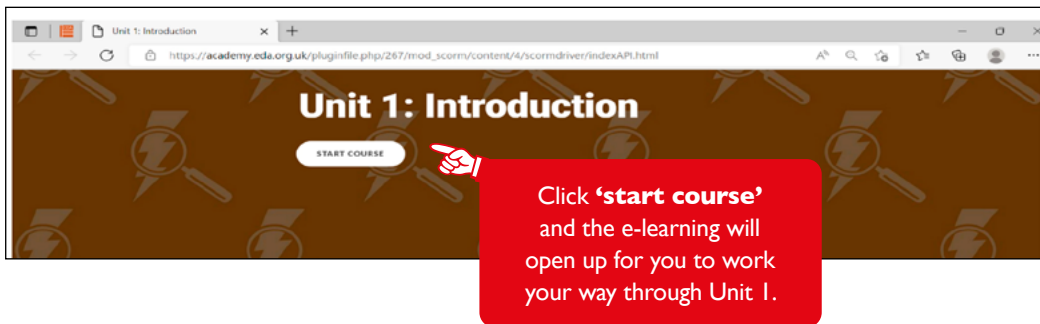 Unit 1: Introduction
https://academy.eda.org.uk/pluginfile.php/267/mod_scorm/content/4/scormdriver/indexAPI.html
Unit 1: Introduction
START COURSE
Click ‘start course’
and the e-learning will
open up for you to work
your way through Unit 1.